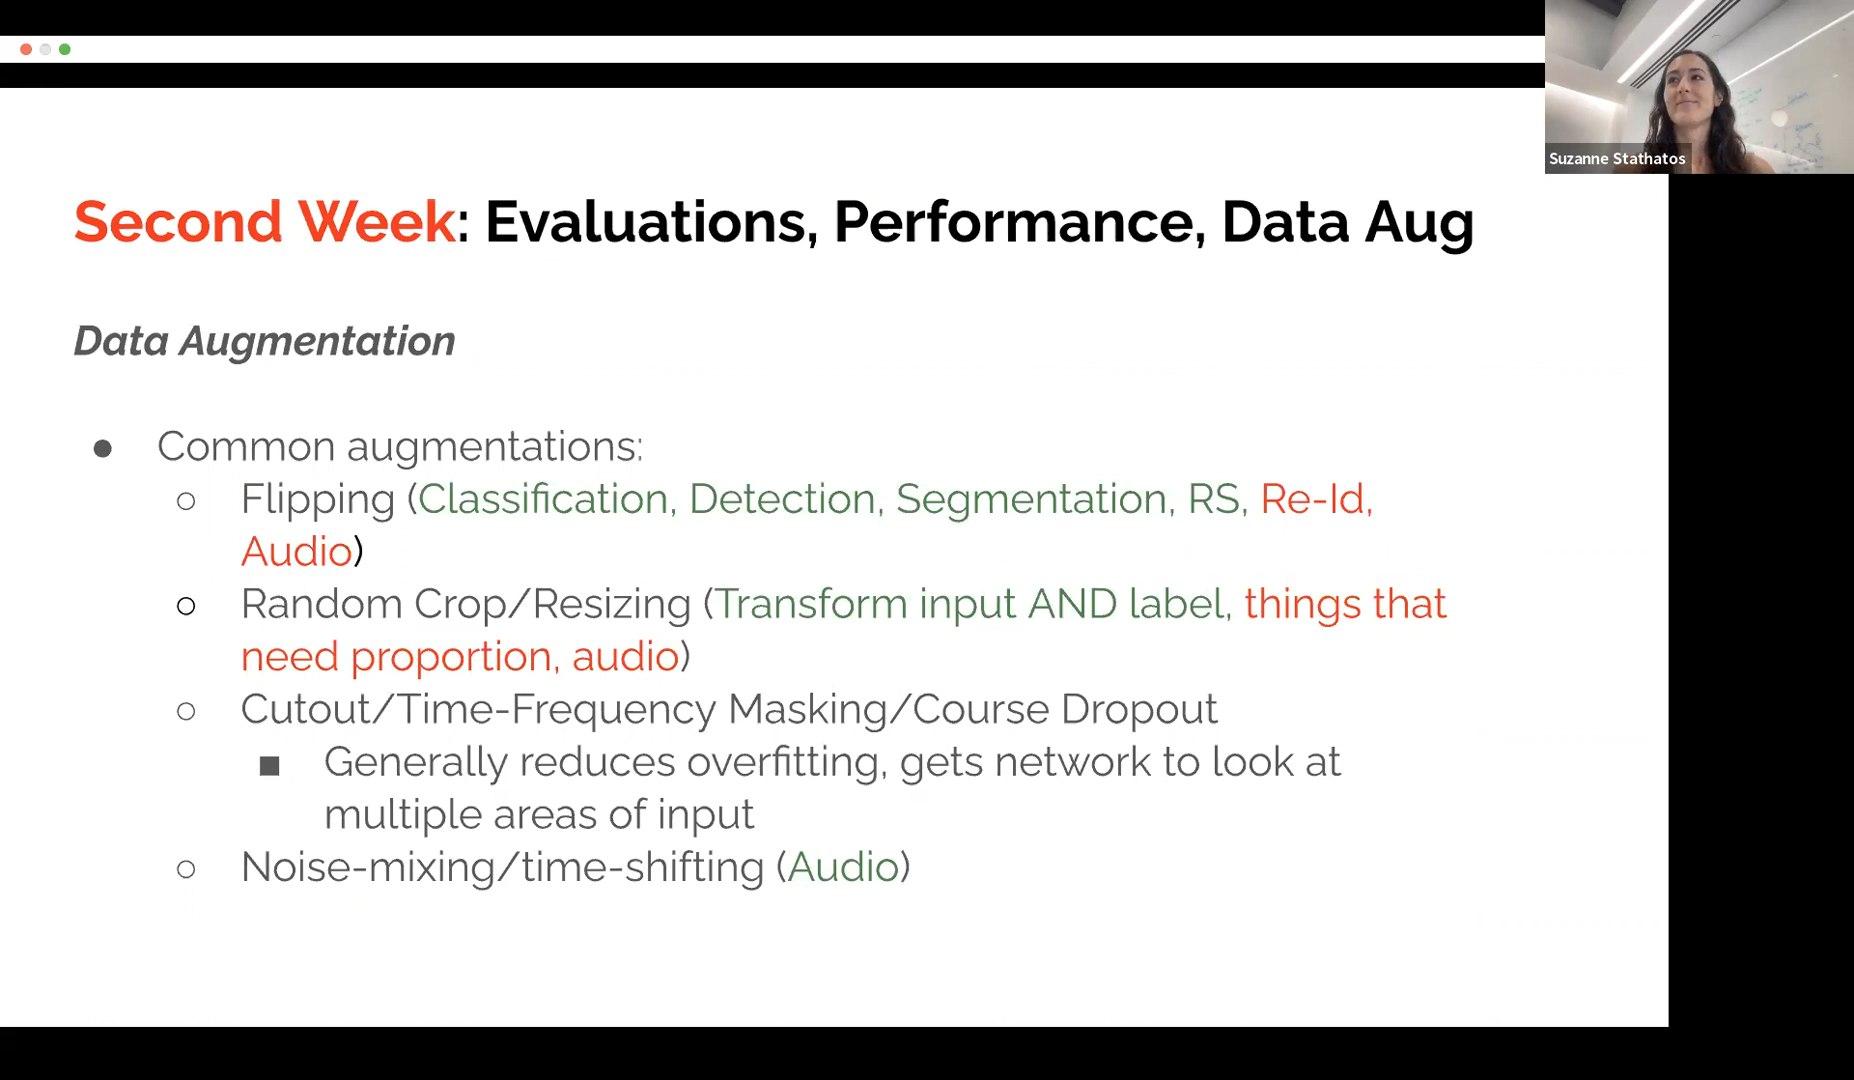 Suzanne Stathatos
Second Week: Evaluations, Performance, Data Aug
Data Augmentation
● Common augmentations:
○ Flipping (Classification, Detection, Segmentation, RS, Re-Id,
Audio)
○ Random Crop/Resizing (Transform input AND label, things that
need proportion, audio)
○ Cutout/Time-Frequency Masking/Course Dropout
■ Generally reduces overfitting, gets network to look at
multiple areas of input
○ Noise-mixing/time-shifting (Audio)